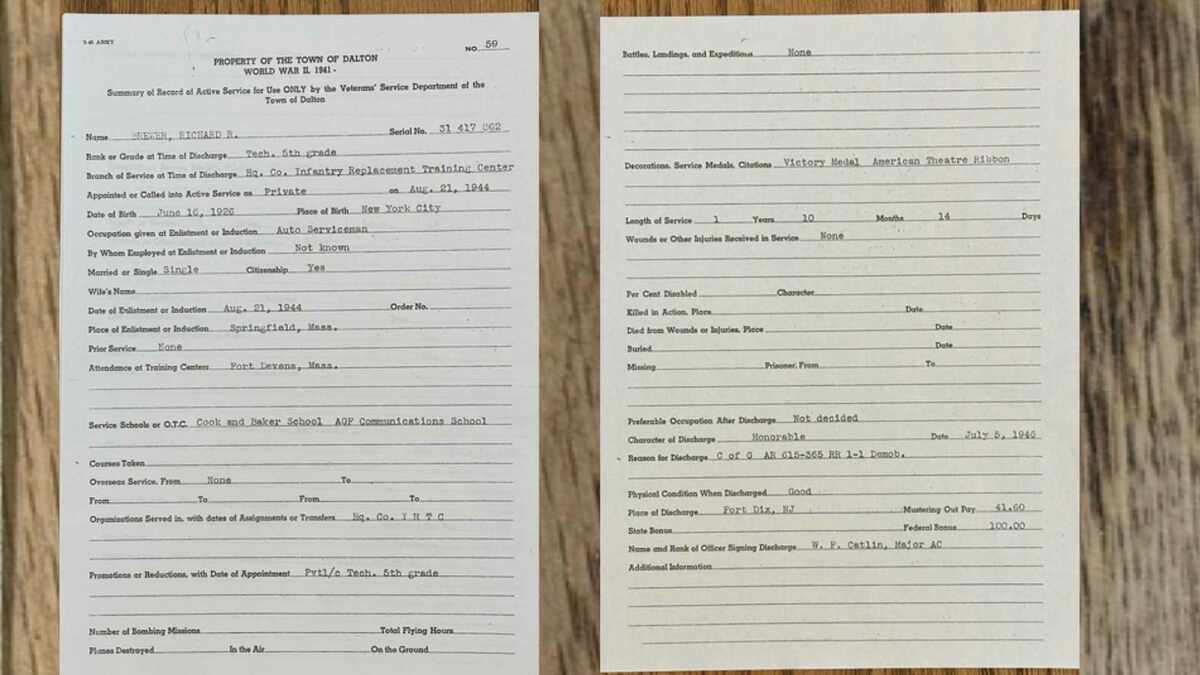 5-45 ARMY
NO. 59
PROPERTY OF THE TOWN OF DALTON
WORLD WAR II, 1941 -
Summary of Record of Active Service for Use ONLY by the Veterans' Service Department of the
Town of Dalton
Name RICHARD R. Serial No. 31 417 862
Rank or Grade at Time of Discharge Tech. 5th grade
Branch of Service at Time of Discharge Hq. Co. Infantry Replacement Training Center
Appointed or Called into Active Service as Private on Aug. 21, 1944
Date of Birth June 16, 1926 Place of Birth New York City
Occupation given at Enlistment or Induction Auto Serviceman
By Whom Employed at Enlistment or Induction Not known
Married or Single Single Citizenship Yes
Wife's Name
Date of Enlistment or Induction Aug. 21, 1944 Order No.
Place of Enlistment or Induction Springfield, Mass.
Prior Service None
Attendance at Training Centers Fort Devens, Mass.
Service Schools or O.T.C. Cook and Baker School AGF Communications School
Courses Taken
Overseas Service, From None To
From To From To
Organizations Served in, with dates of Assignments or Transfers Hq. Co. I R T C
Promotions or Reductions, with Date of Appointment Pvt1/c Tech. 5th grade
Number of Bombing Missions Total Flying Hours
Planes Destroyed In the Air On the Ground
Battles, Landings, and Expeditions None
Decorations, Service Medals, Citations Victory Medal American Theatre Ribbon
Length of Service 1 Years 10 Months 14 Days
Wounds or Other Injuries Received in Service None
Per Cent Disabled Character
Killed in Action, Place Date
Died from Wounds or Injuries, Place Date
Buried Date
Missing Prisoner, From To
Preferable Occupation After Discharge Not decided
Character of Discharge Honorable Date July 5, 1946
Reason for Discharge C of G AR 615-365 RR 1-1 Demob.
Physical Condition When Discharged Good
Place of Discharge Fort Dix, NJ Mustering Out Pay 41.60
State Bonus Federal Bonus 100.00
Name and Rank of Officer Signing Discharge W. F. Catlin, Major AC
Additional Information